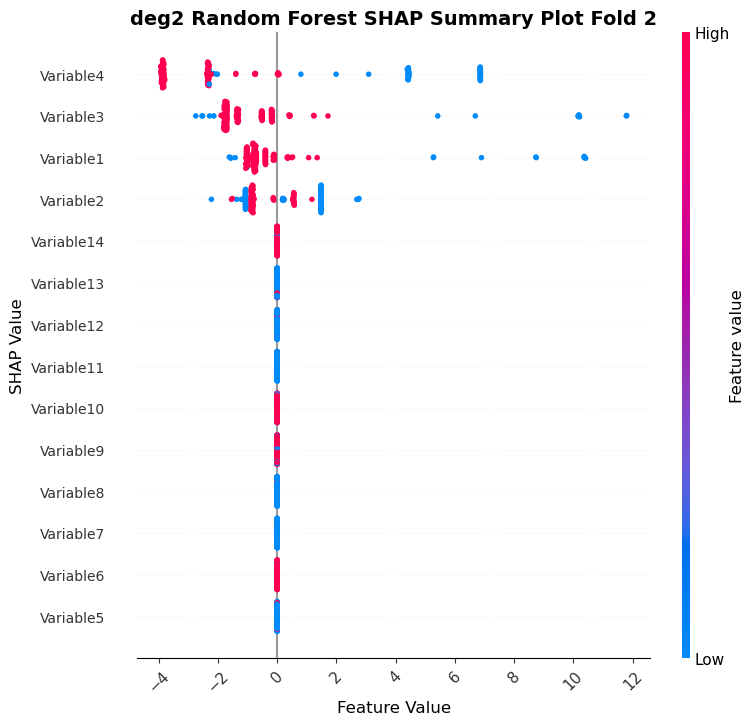 deg2 Random Forest SHAP Summary Plot Fold 2
High
Variable4
Variable3
Variable1
Variable2
Variable14
Variable13
Variable12
Variable11
Variable10
Variable9
Variable8
Variable7
Variable6
Variable5
SHAP Value
Feature value
Low
−4 −2 0 2 4 6 8 10 12
Feature Value